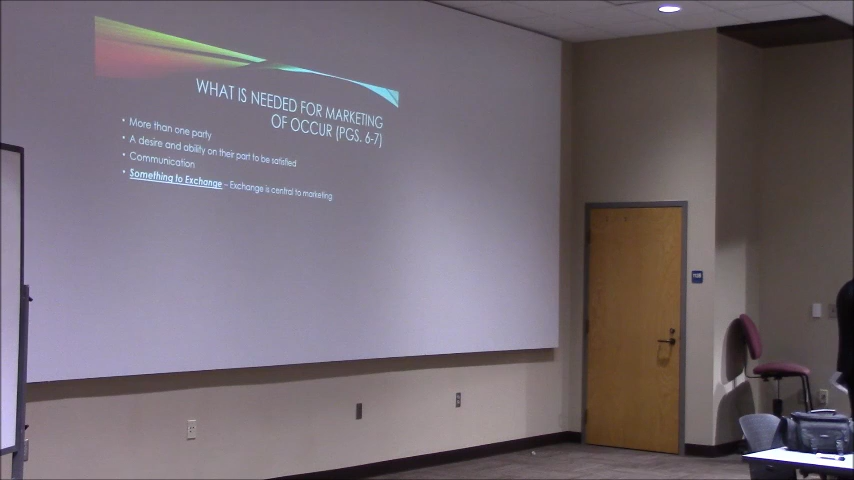 WHAT IS NEEDED FOR MARKETING
OF OCCUR (PGS. 6-7)
• More than one party
• A desire and ability on their part to be satisfied
• Communication
• Something to Exchange – Exchange is central to marketing